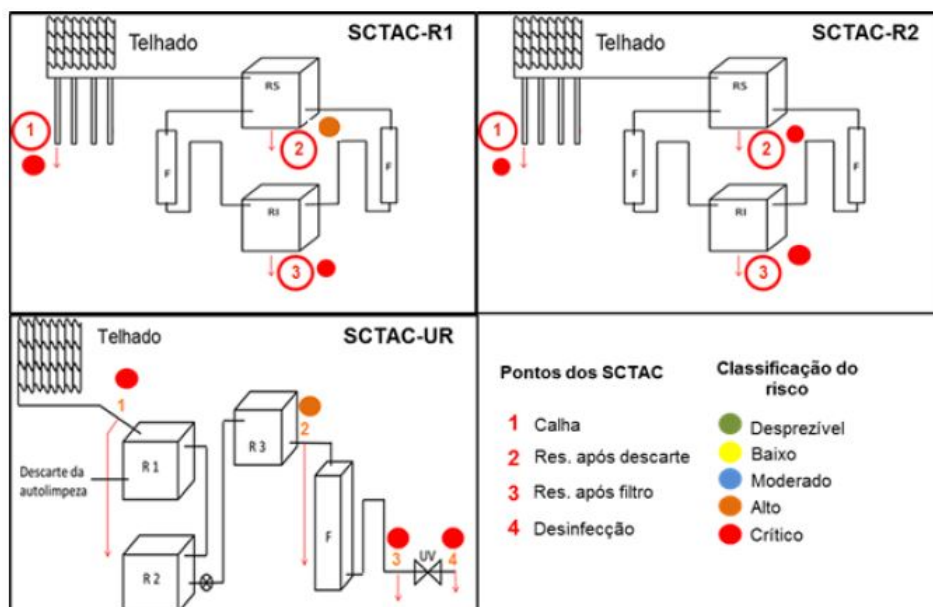 SCTAC-R1
Telhado
RS
1
2
F
F
RI
3
SCTAC-R2
Telhado
RS
1
2
F
F
RI
3
SCTAC-UR
Telhado
1
R 1
Descarte da
autolimpeza
R 2
R 3
2
F
3
UV
4
Pontos dos SCTAC
1 Calha
2 Res. após descarte
3 Res. após filtro
4 Desinfecção
Classificação do
risco
Desprezível
Baixo
Moderado
Alto
Crítico